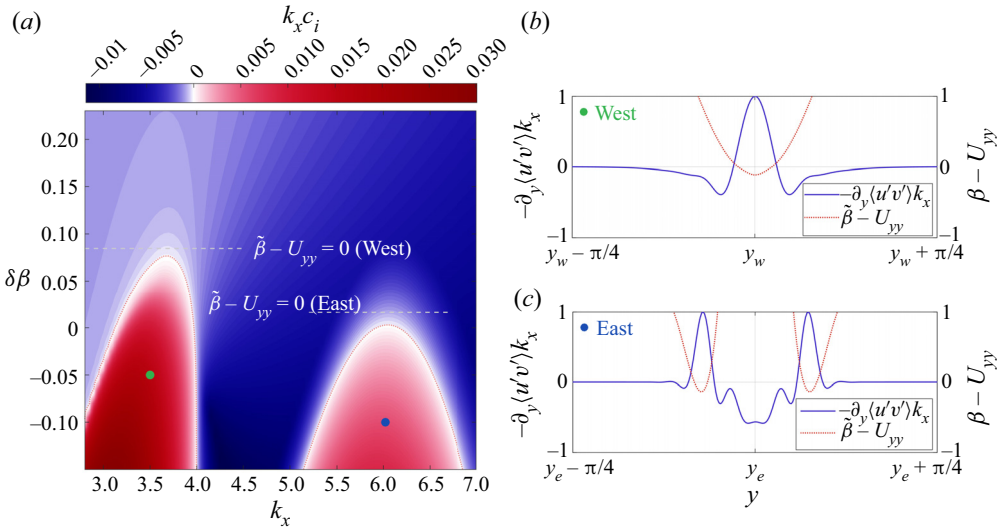 (a)
k_x c_i
−0.01 −0.005 0 0.005 0.010 0.015 0.020 0.025 0.030
0.20
0.15
0.10
0.05
0
−0.05
−0.10
δβ
β̃ − U_yy = 0 (West)
β̃ − U_yy = 0 (East)
3.0 3.5 4.0 4.5 5.0 5.5 6.0 6.5 7.0
k_x
(b)
West
1
0
−1
−∂_y⟨u′v′⟩k_x
1
0
−1
β − U_yy
−∂_y⟨u′v′⟩k_x
β̃ − U_yy
y_w − π/4 y_w y_w + π/4
(c)
East
1
0
−1
−∂_y⟨u′v′⟩k_x
1
0
−1
β − U_yy
−∂_y⟨u′v′⟩k_x
β̃ − U_yy
y_e − π/4 y_e y_e + π/4
y